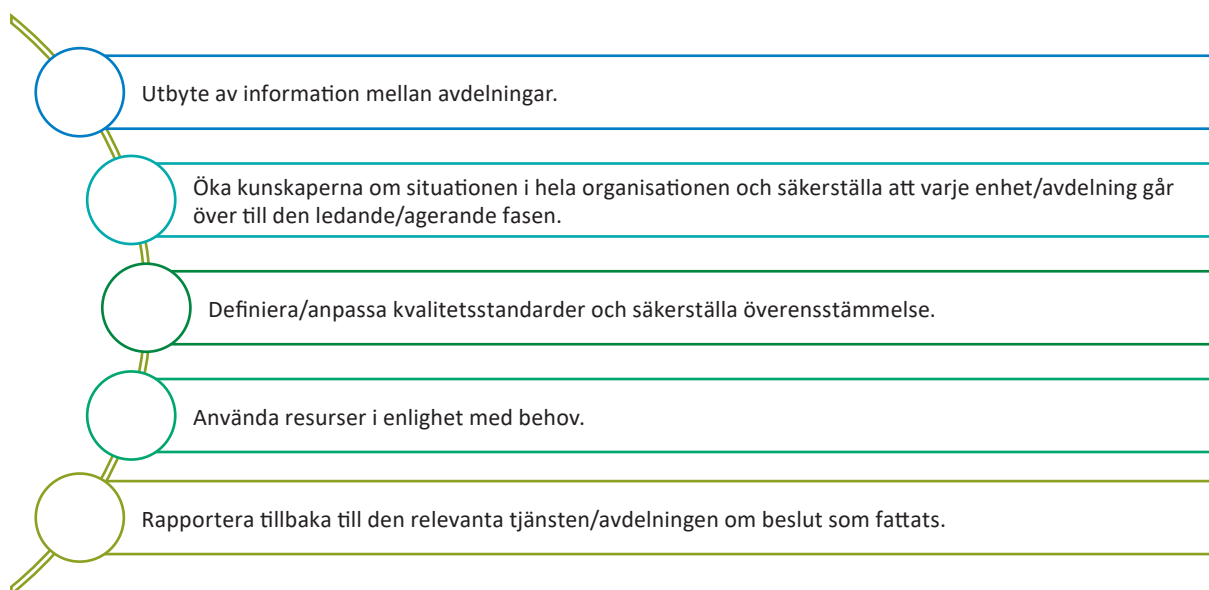 Utbyte av information mellan avdelningar.
Öka kunskaperna om situationen i hela organisationen och säkerställa att varje enhet/avdelning går
över till den ledande/agerande fasen.
Definiera/anpassa kvalitetsstandarder och säkerställa överensstämmelse.
Använda resurser i enlighet med behov.
Rapportera tillbaka till den relevanta tjänsten/avdelningen om beslut som fattats.